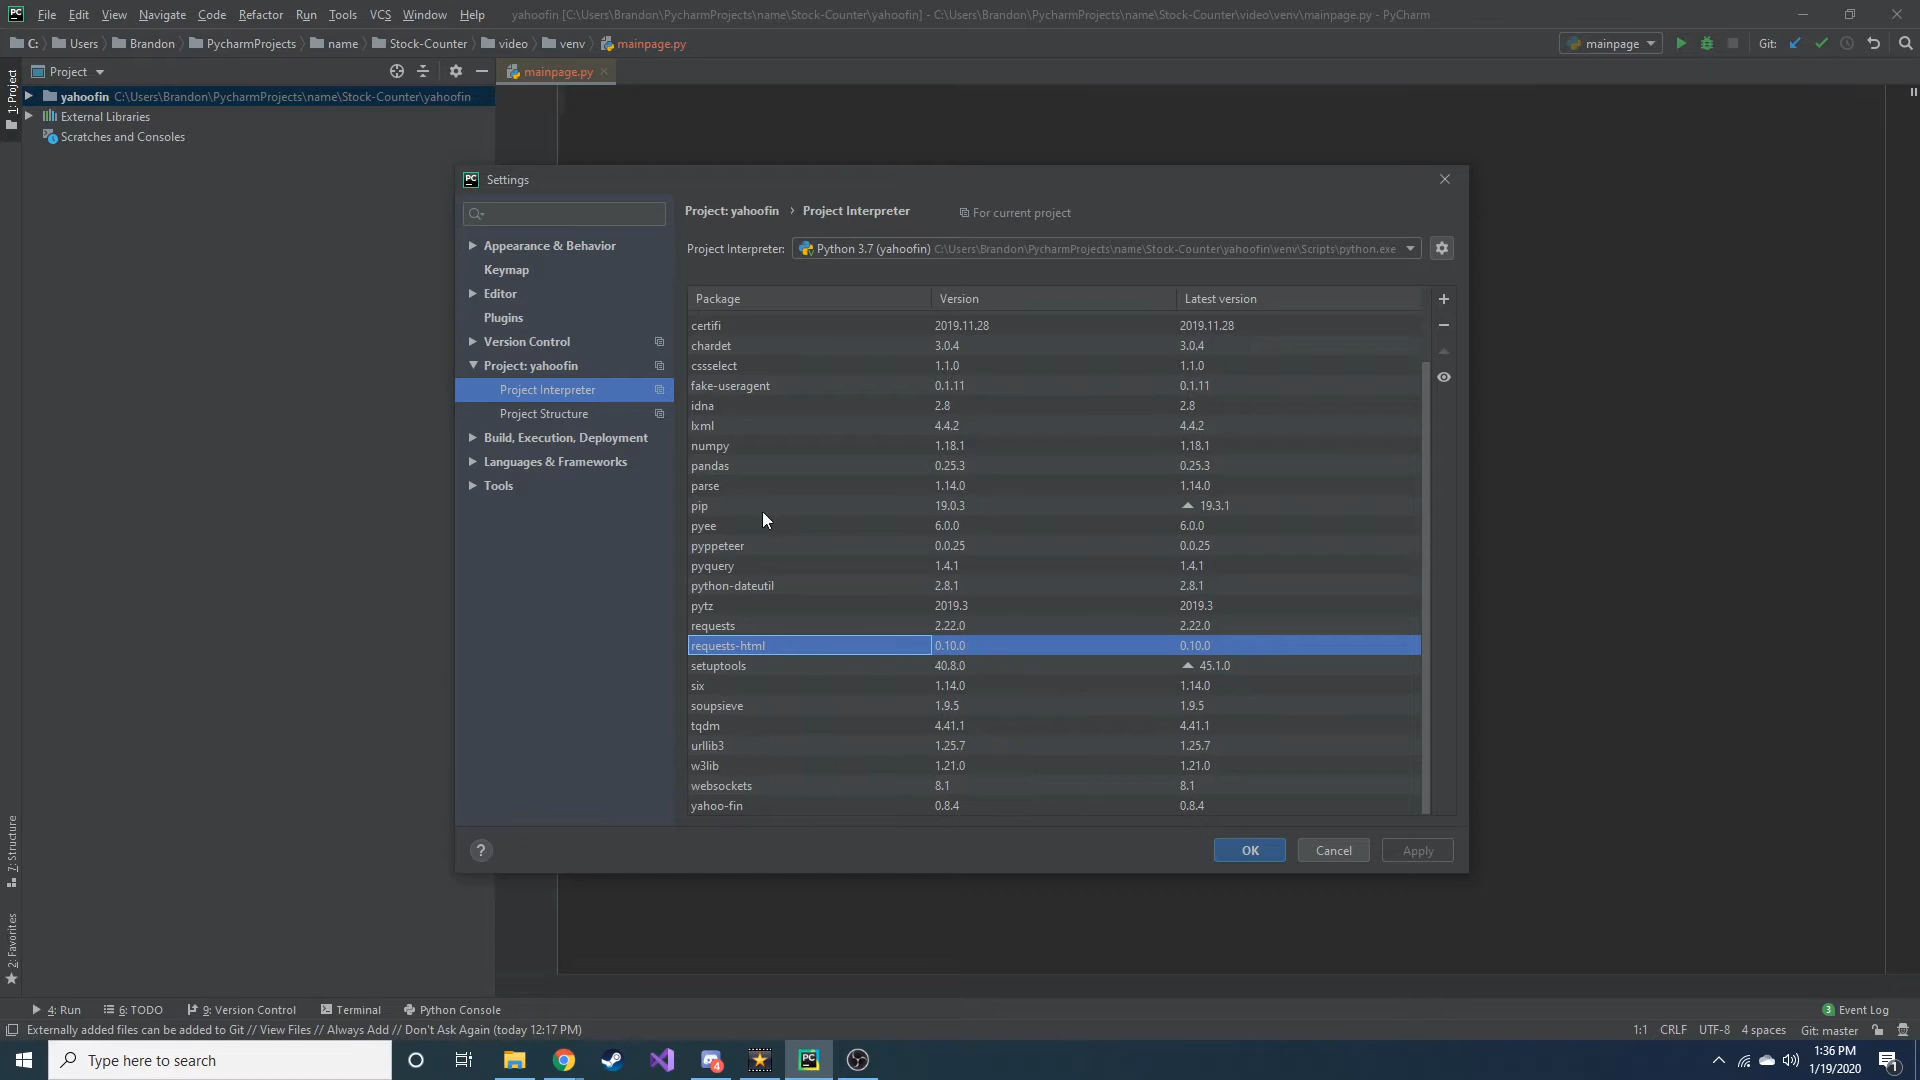 File Edit View Navigate Code Refactor Run Tools VCS Window Help yahoofin [C:\Users\Brandon\PycharmProjects\name\Stock-Counter\yahoofin] - C:\Users\Brandon\PycharmProjects\name\Stock-Counter\video\venv\mainpage.py - PyCharm
C: Users Brandon PycharmProjects name Stock-Counter video venv mainpage.py mainpage Git:
Project mainpage.py
1: Project
yahoofin C:\Users\Brandon\PycharmProjects\name\Stock-Counter\yahoofin
External Libraries
Scratches and Consoles
Settings
Project: yahoofin › Project Interpreter For current project
Project Interpreter: Python 3.7 (yahoofin) C:\Users\Brandon\PycharmProjects\name\Stock-Counter\yahoofin\venv\Scripts\python.exe
Appearance & Behavior
Keymap
Editor
Plugins
Version Control
Project: yahoofin
Project Interpreter
Project Structure
Build, Execution, Deployment
Languages & Frameworks
Tools
Package Version Latest version
certifi 2019.11.28 2019.11.28
chardet 3.0.4 3.0.4
cssselect 1.1.0 1.1.0
fake-useragent 0.1.11 0.1.11
idna 2.8 2.8
lxml 4.4.2 4.4.2
numpy 1.18.1 1.18.1
pandas 0.25.3 0.25.3
parse 1.14.0 1.14.0
pip 19.0.3 19.3.1
pyee 6.0.0 6.0.0
pyppeteer 0.0.25 0.0.25
pyquery 1.4.1 1.4.1
python-dateutil 2.8.1 2.8.1
pytz 2019.3 2019.3
requests 2.22.0 2.22.0
requests-html 0.10.0 0.10.0
setuptools 40.8.0 45.1.0
six 1.14.0 1.14.0
soupsieve 1.9.5 1.9.5
tqdm 4.41.1 4.41.1
urllib3 1.25.7 1.25.7
w3lib 1.21.0 1.21.0
websockets 8.1 8.1
yahoo-fin 0.8.4 0.8.4
? OK Cancel Apply
7: Structure
2: Favorites
4: Run 6: TODO 9: Version Control Terminal Python Console 3 Event Log
Externally added files can be added to Git // View Files // Always Add // Don't Ask Again (today 12:17 PM) 1:1 CRLF UTF-8 4 spaces Git: master
Type here to search 4 PC 1:36 PM
1/19/2020 1